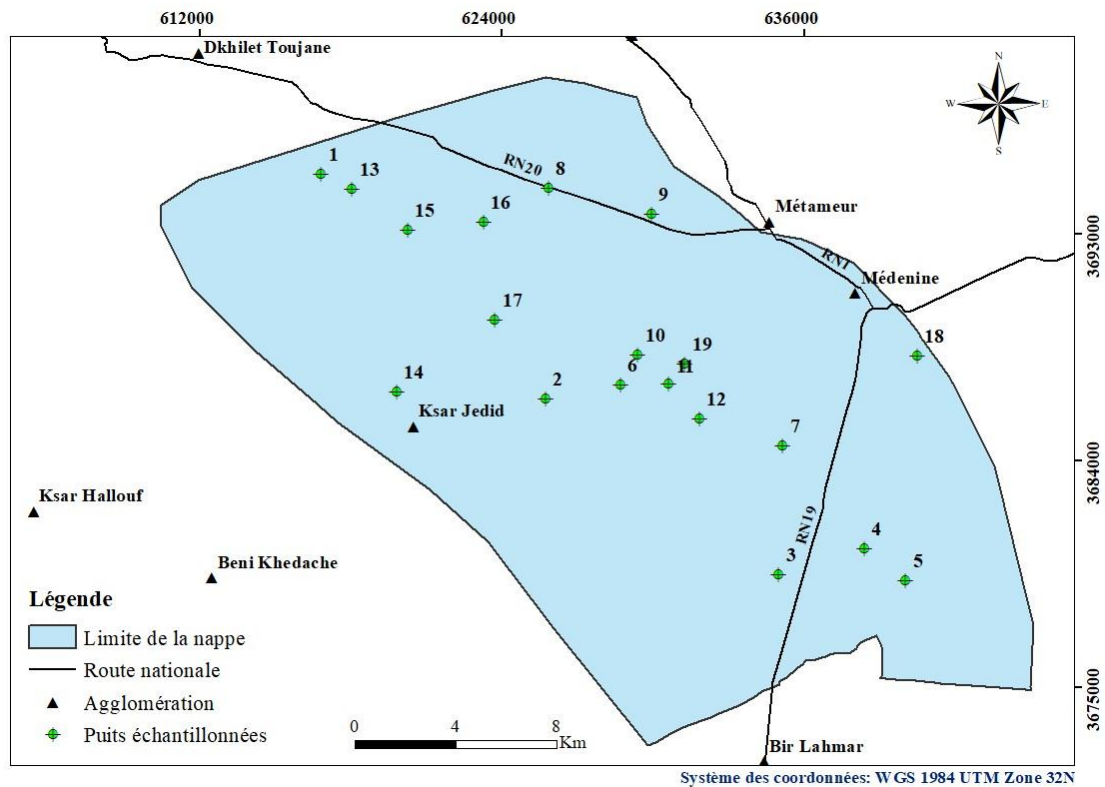 612000 624000 636000
Dkhilet Toujane
N
W E
S
1
13
RN20
8
9
15
16
Métameur
3693000
RN1
Médenine
17
10
19
18
14
6
11
2
Ksar Jedid
12
7
3684000
Ksar Hallouf
RN19
4
Beni Khedache
3
5
Légende
Limite de la nappe
Route nationale
3675000
Agglomération
Puits échantillonnées
0 4 8
Km
Bir Lahmar
Système des coordonnées: WGS 1984 UTM Zone 32N